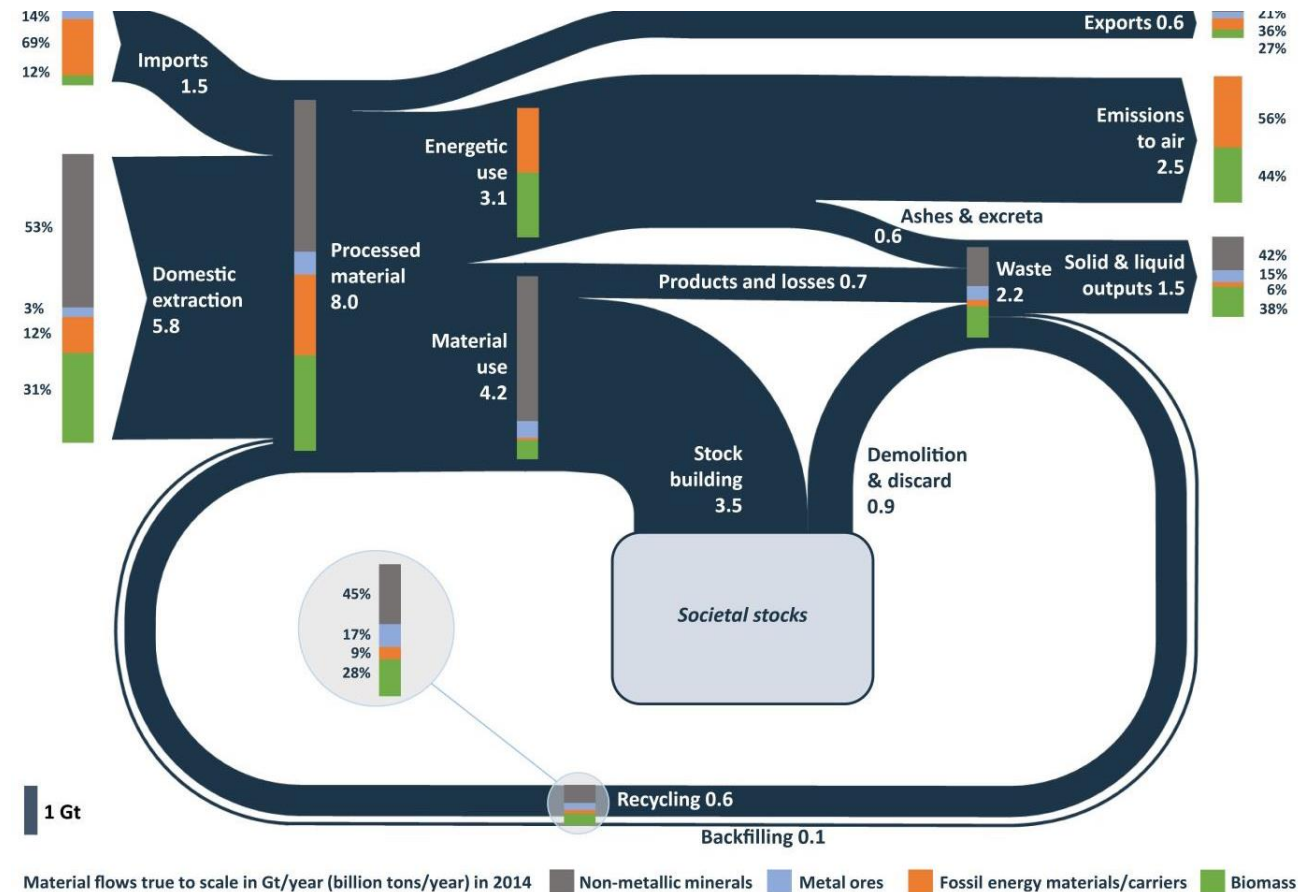 14%
69%
12%
Imports
1.5
Exports 0.6
21%
36%
27%
Energetic
use
3.1
Emissions
to air
2.5
56%
44%
53%
3%
12%
31%
Domestic
extraction
5.8
Processed
material
8.0
Ashes & excreta
0.6
Products and losses 0.7
Waste
2.2
Solid & liquid
outputs 1.5
42%
15%
6%
38%
Material
use
4.2
Stock
building
3.5
Demolition
& discard
0.9
Societal stocks
45%
17%
9%
28%
1 Gt
Recycling 0.6
Backfilling 0.1
Material flows true to scale in Gt/year (billion tons/year) in 2014
Non-metallic minerals
Metal ores
Fossil energy materials/carriers
Biomass